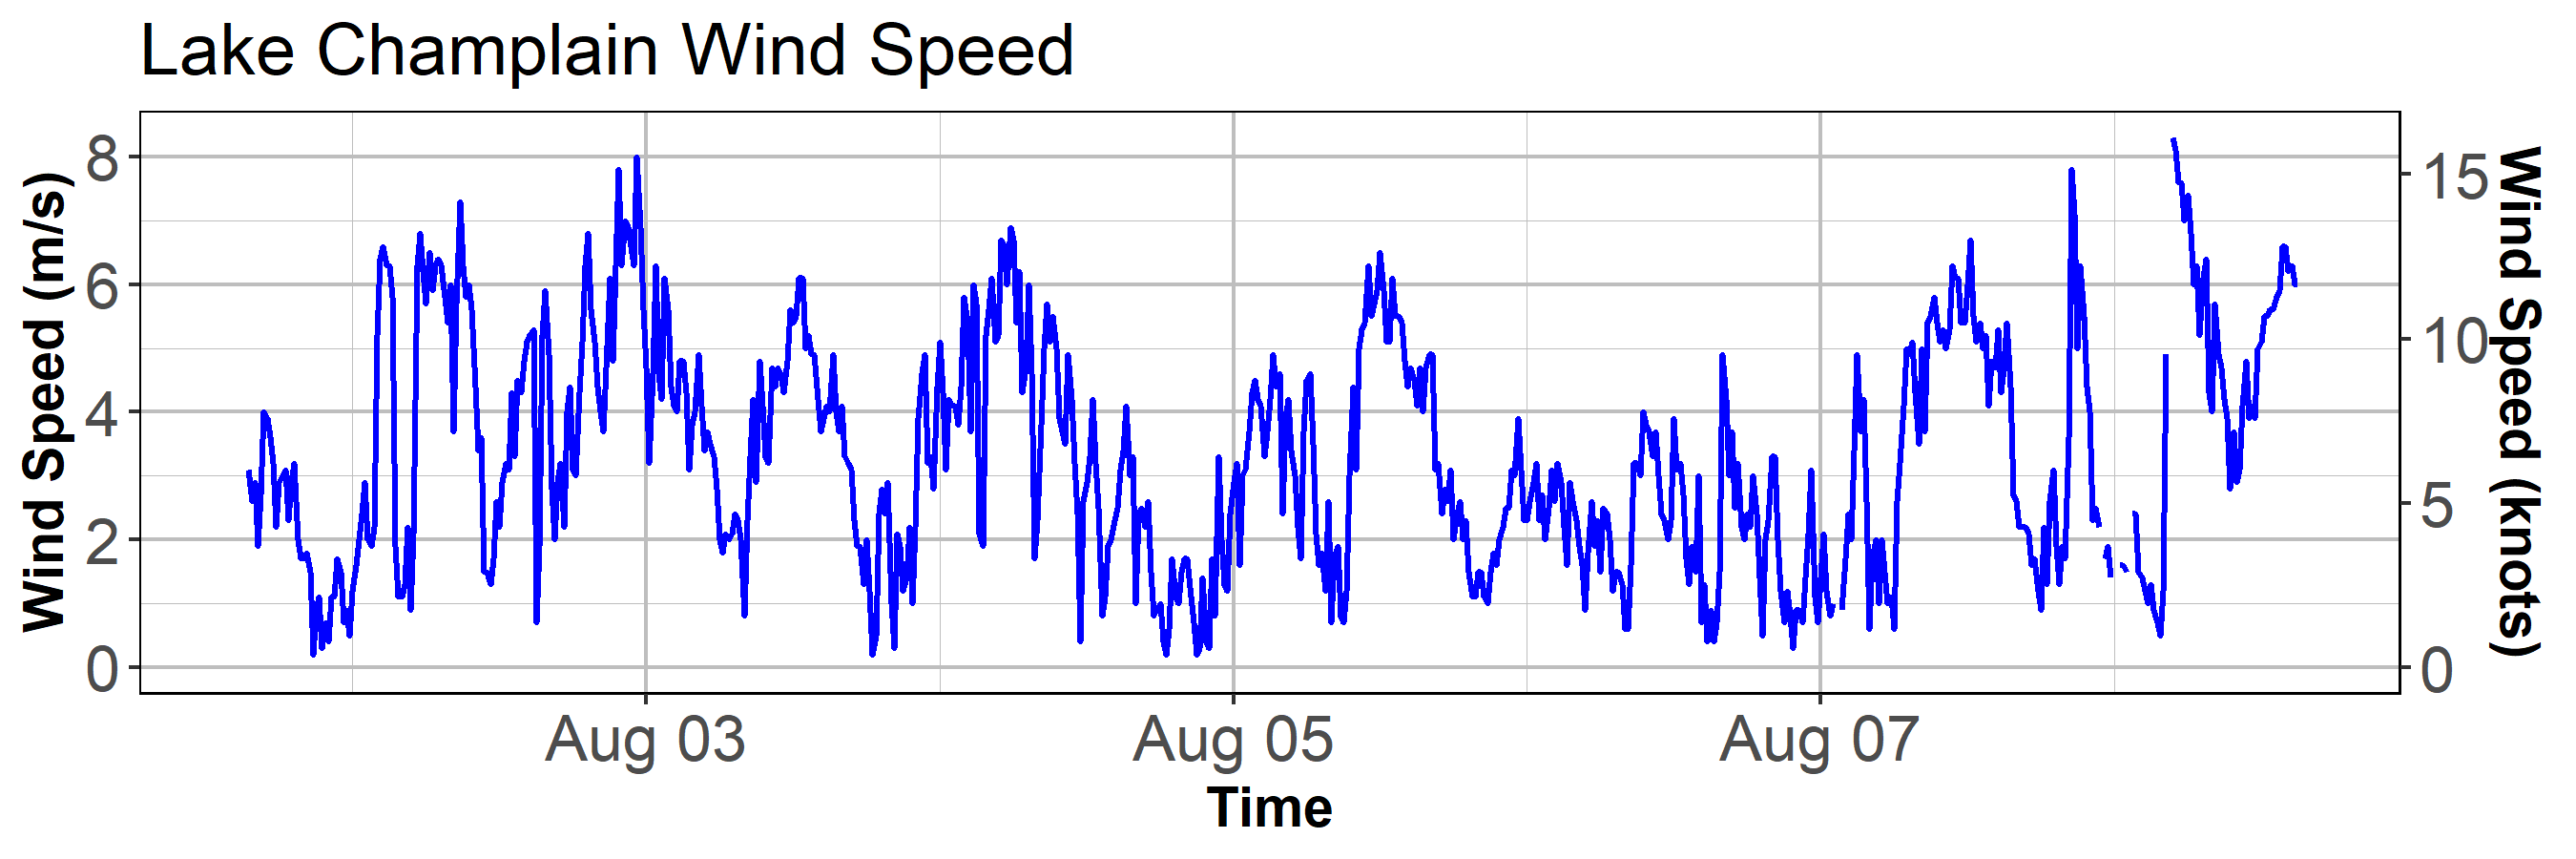 Lake Champlain Wind Speed
Wind Speed (m/s)
8
6
4
2
0
15
10
5
0
Wind Speed (knots)
Aug 03
Aug 05
Aug 07
Time